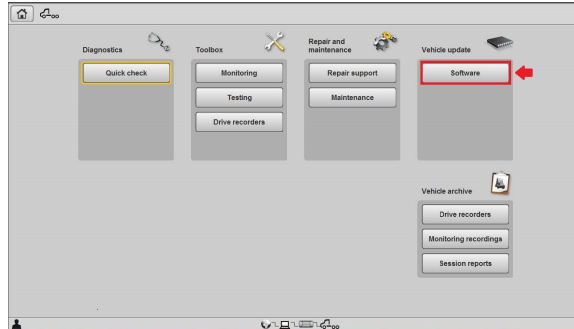 Diagnostics
Quick check
Toolbox
Monitoring
Testing
Drive recorders
Repair and
maintenance
Repair support
Maintenance
Vehicle update
Software
Vehicle archive
Drive recorders
Monitoring recordings
Session reports